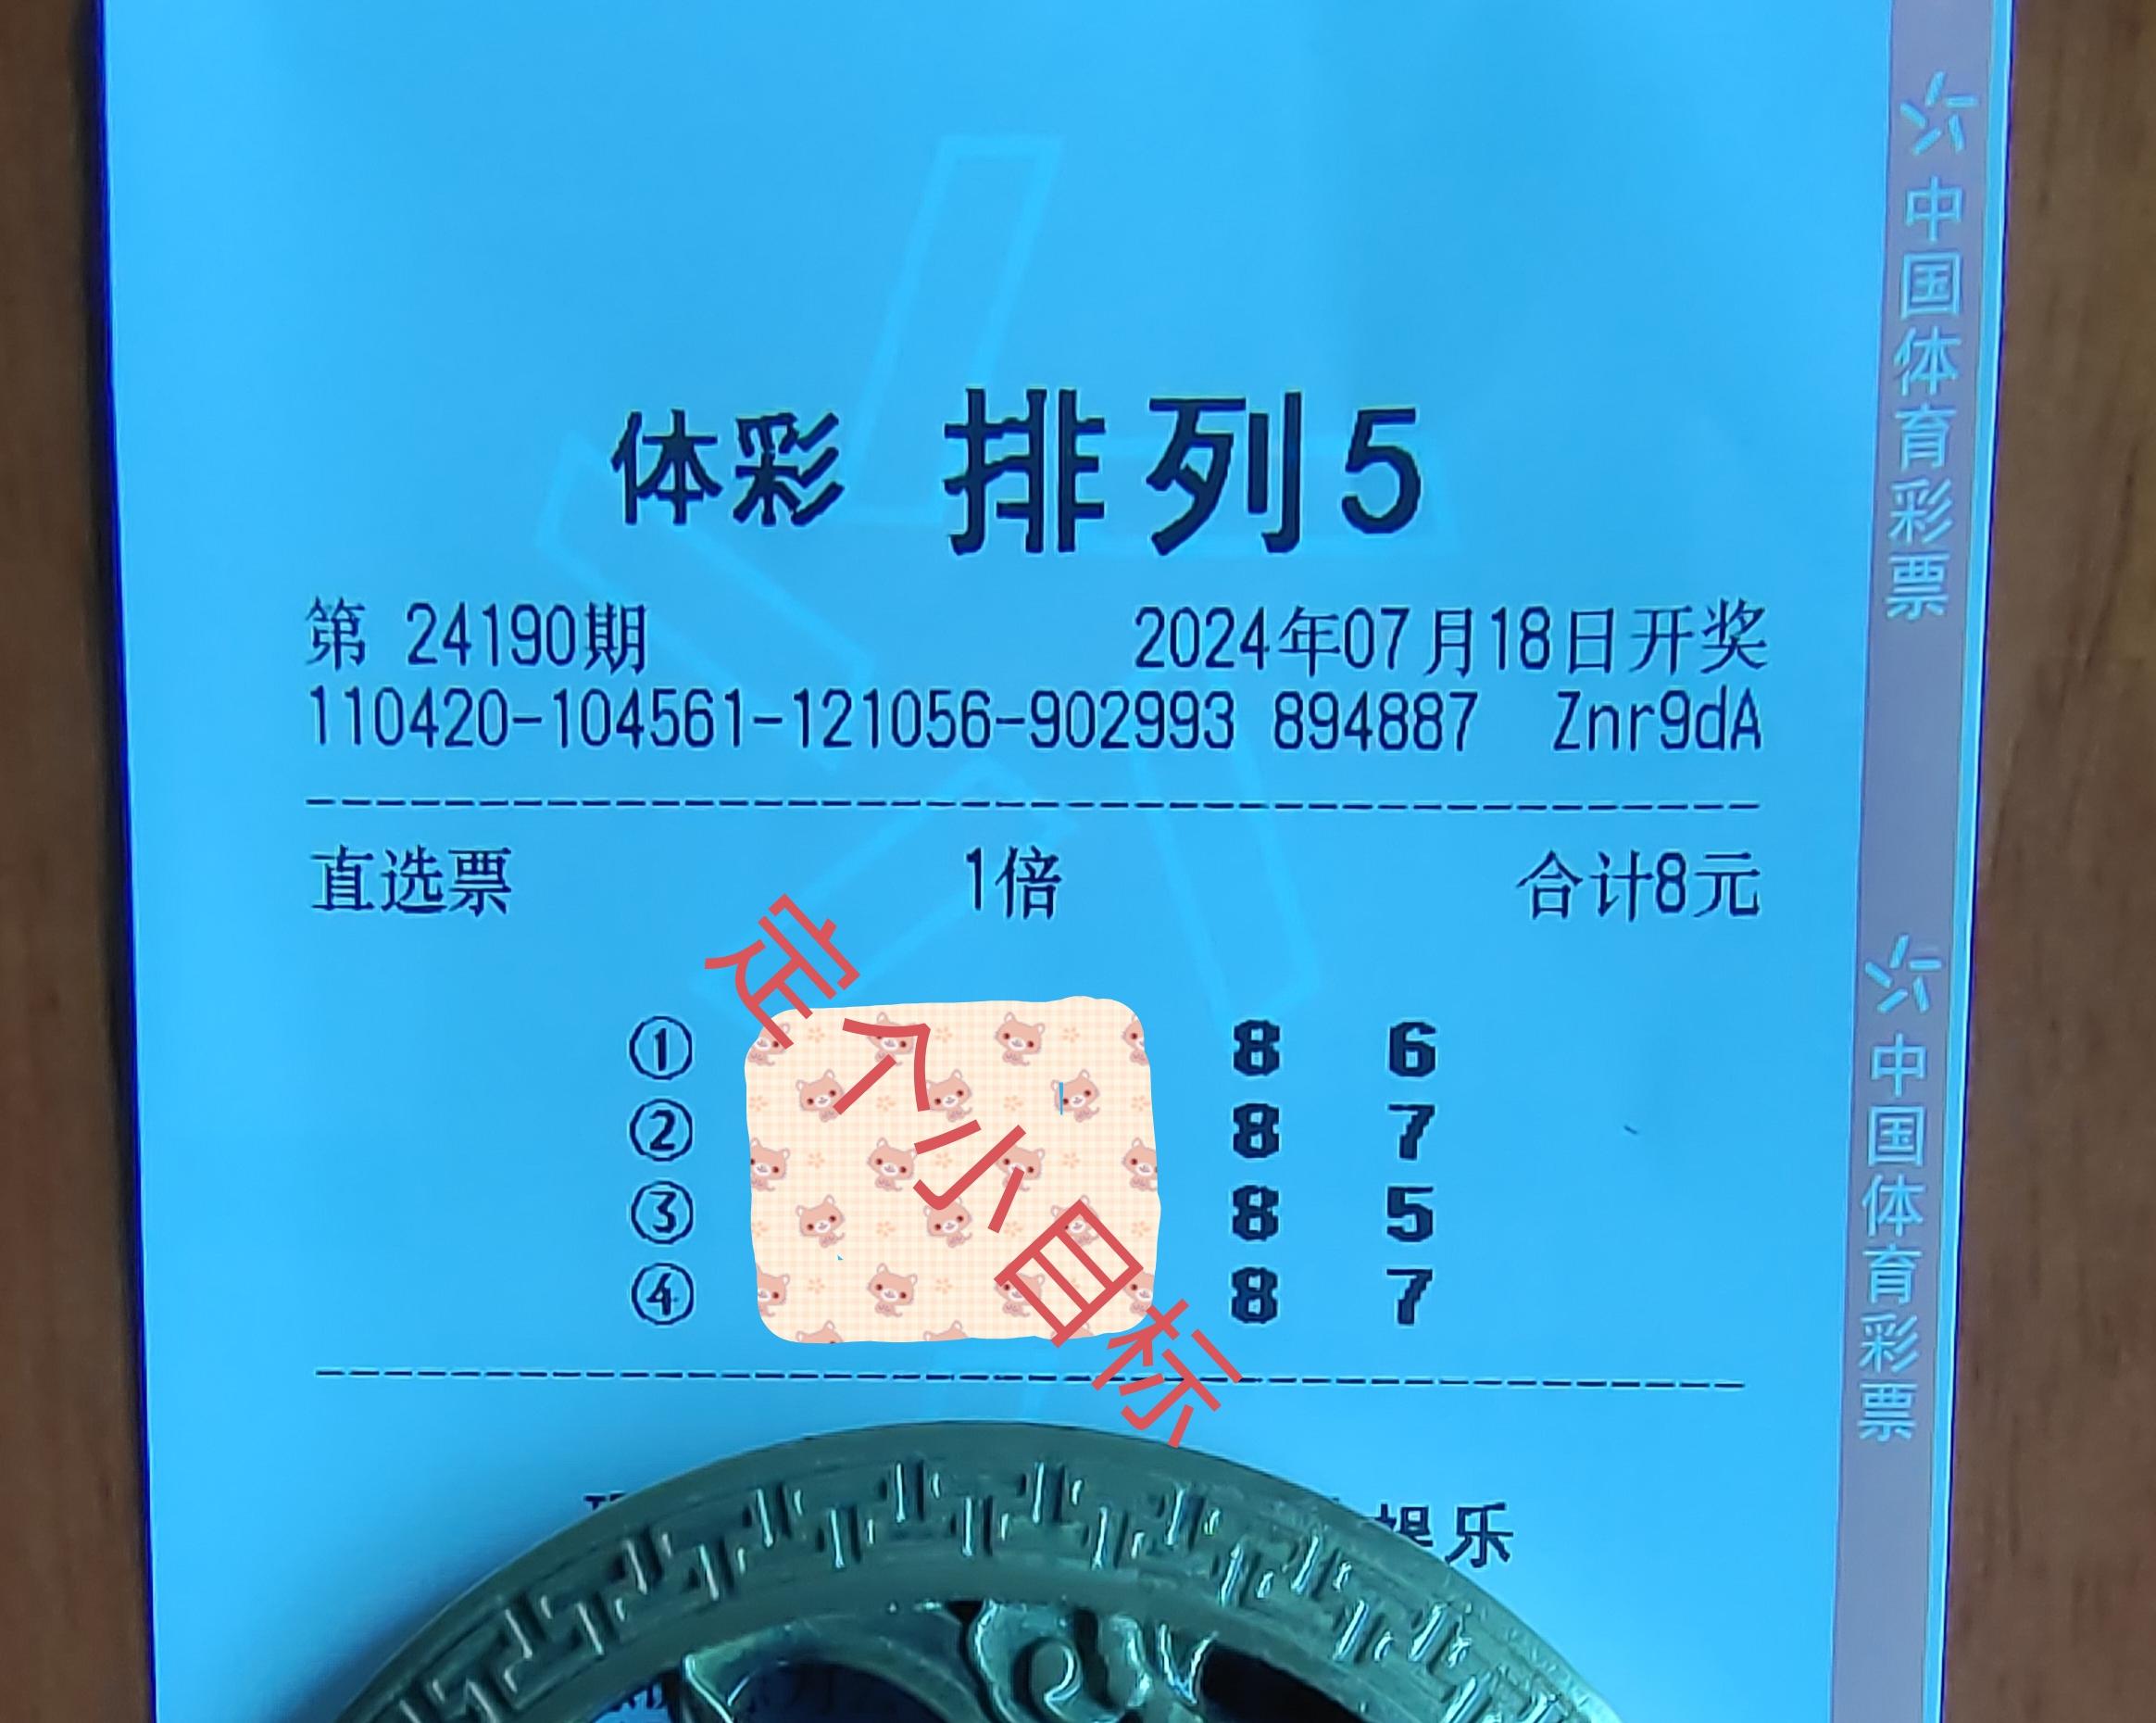 体彩 排列5
第 24190期 2024年07月18日开奖
110420-104561-121056-902993 894887 Znr9dA
直选票 1倍 合计8元
① 8 6
② 8 7
③ 8 5
④ 8 7
定个小目标
娱乐
中国体育彩票
中国体育彩票